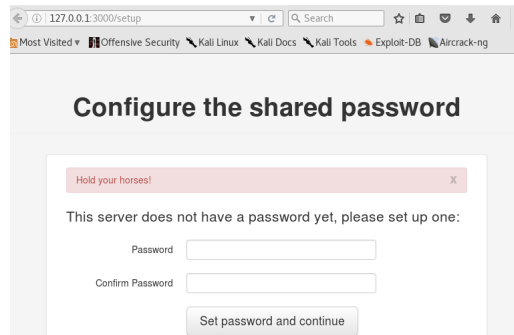 127.0.0.1:3000/setup
Search
Most Visited Offensive Security Kali Linux Kali Docs Kali Tools Exploit-DB Aircrack-ng
Configure the shared password
Hold your horses!
X
This server does not have a password yet, please set up one:
Password
Confirm Password
Set password and continue